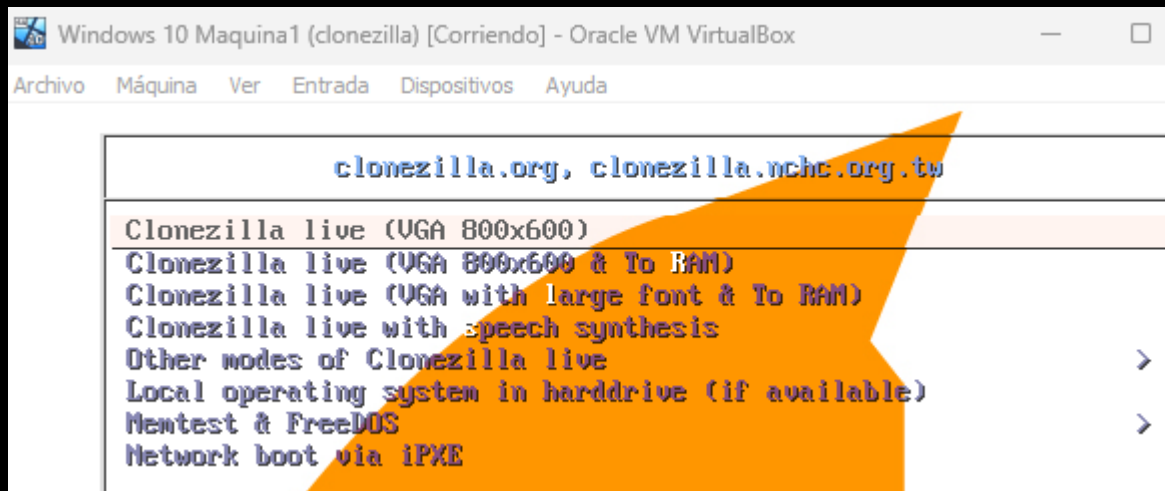 Windows 10 Maquina1 (clonezilla) [Corriendo] - Oracle VM VirtualBox
Archivo Máquina Ver Entrada Dispositivos Ayuda
clonezilla.org, clonezilla.nchc.org.tw
Clonezilla live (VGA 800x600)
Clonezilla live (VGA 800x600 & To RAM)
Clonezilla live (VGA with large font & To RAM)
Clonezilla live with speech synthesis
Other modes of Clonezilla live >
Local operating system in harddrive (if available)
Memtest & FreeDOS >
Network boot via iPXE